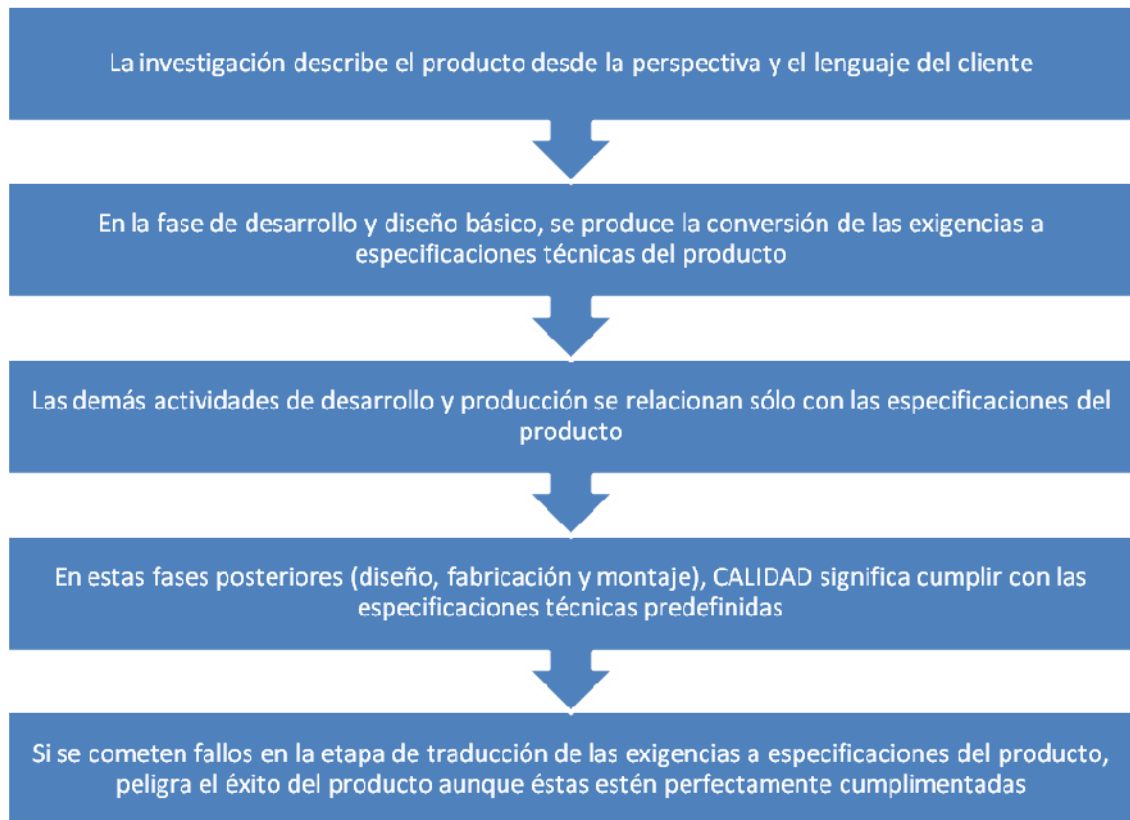 La investigación describe el producto desde la perspectiva y el lenguaje del cliente
En la fase de desarrollo y diseño básico, se produce la conversión de las exigencias a
especificaciones técnicas del producto
Las demás actividades de desarrollo y producción se relacionan sólo con las especificaciones del
producto
En estas fases posteriores (diseño, fabricación y montaje), CALIDAD significa cumplir con las
especificaciones técnicas predefinidas
Si se cometen fallos en la etapa de traducción de las exigencias a especificaciones del producto,
peligra el éxito del producto aunque éstas estén perfectamente cumplimentadas